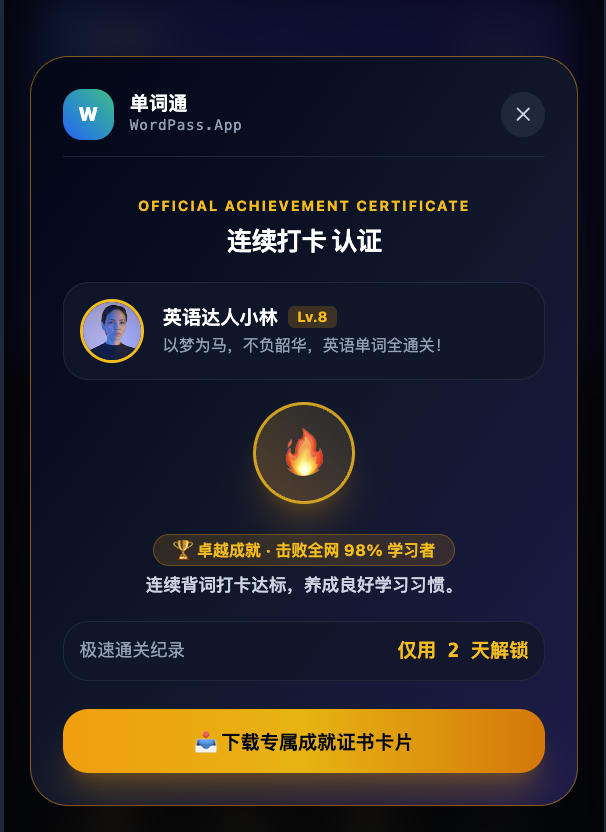 W
单词通
WordPass.App
OFFICIAL ACHIEVEMENT CERTIFICATE
连续打卡 认证
英语达人小林 Lv.8
以梦为马，不负韶华，英语单词全通关！
🏆 卓越成就 · 击败全网 98% 学习者
连续背词打卡达标，养成良好学习习惯。
极速通关纪录 仅用 2 天解锁
📥 下载专属成就证书卡片